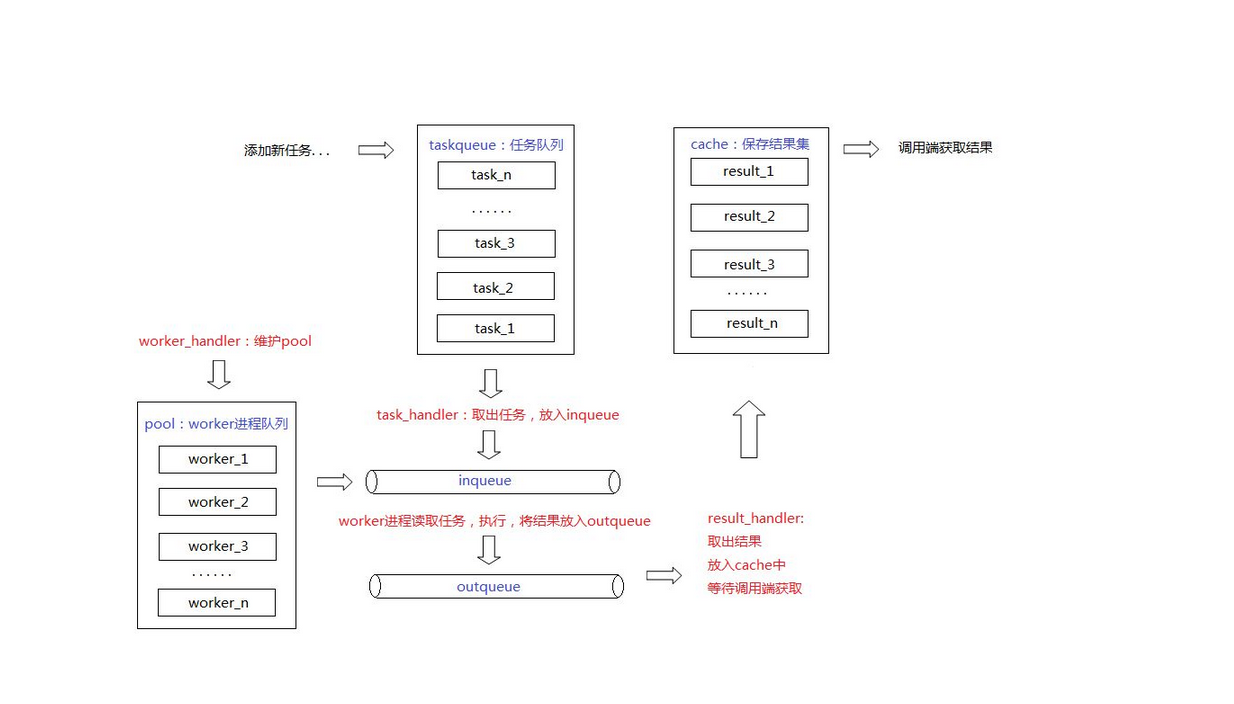 添加新任务...
taskqueue：任务队列
task_n
......
task_3
task_2
task_1
cache：保存结果集
result_1
result_2
result_3
......
result_n
调用端获取结果
worker_handler：维护pool
pool：worker进程队列
worker_1
worker_2
worker_3
......
worker_n
task_handler：取出任务，放入inqueue
inqueue
worker进程读取任务，执行，将结果放入outqueue
outqueue
result_handler:
取出结果
放入cache中
等待调用端获取